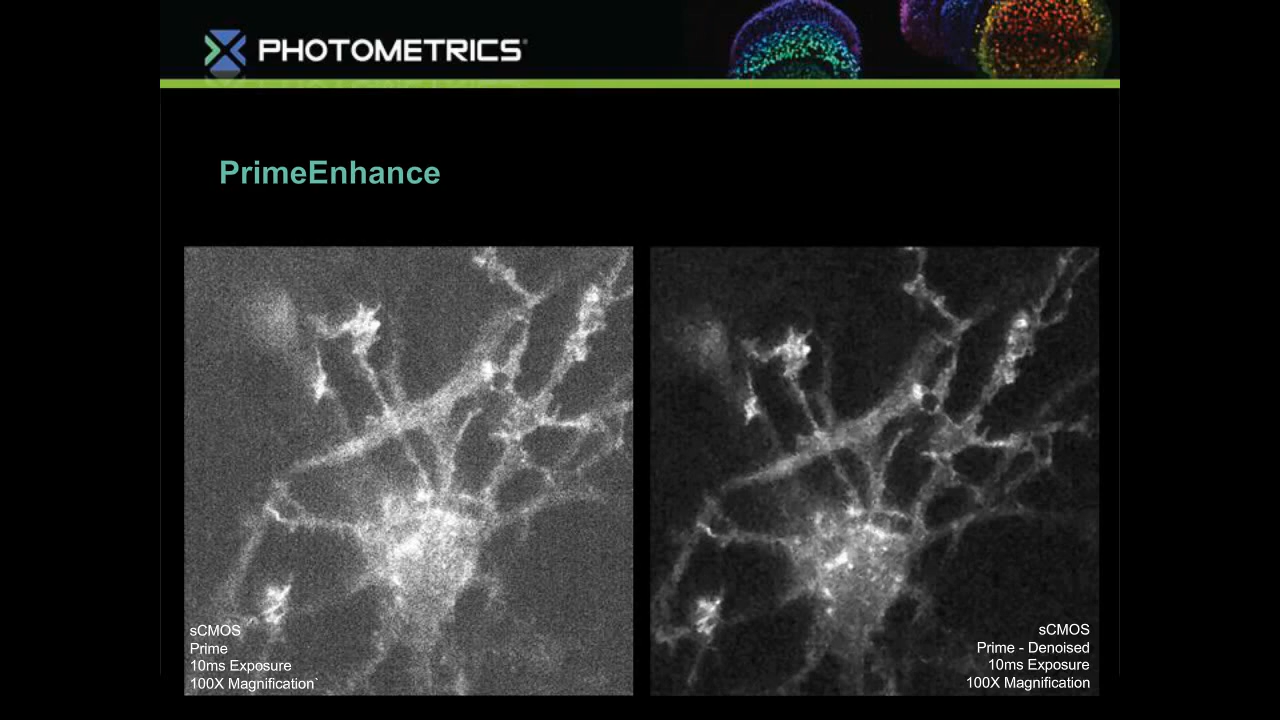 PHOTOMETRICS®
PrimeEnhance
sCMOS
Prime
10ms Exposure
100X Magnification`
sCMOS
Prime - Denoised
10ms Exposure
100X Magnification